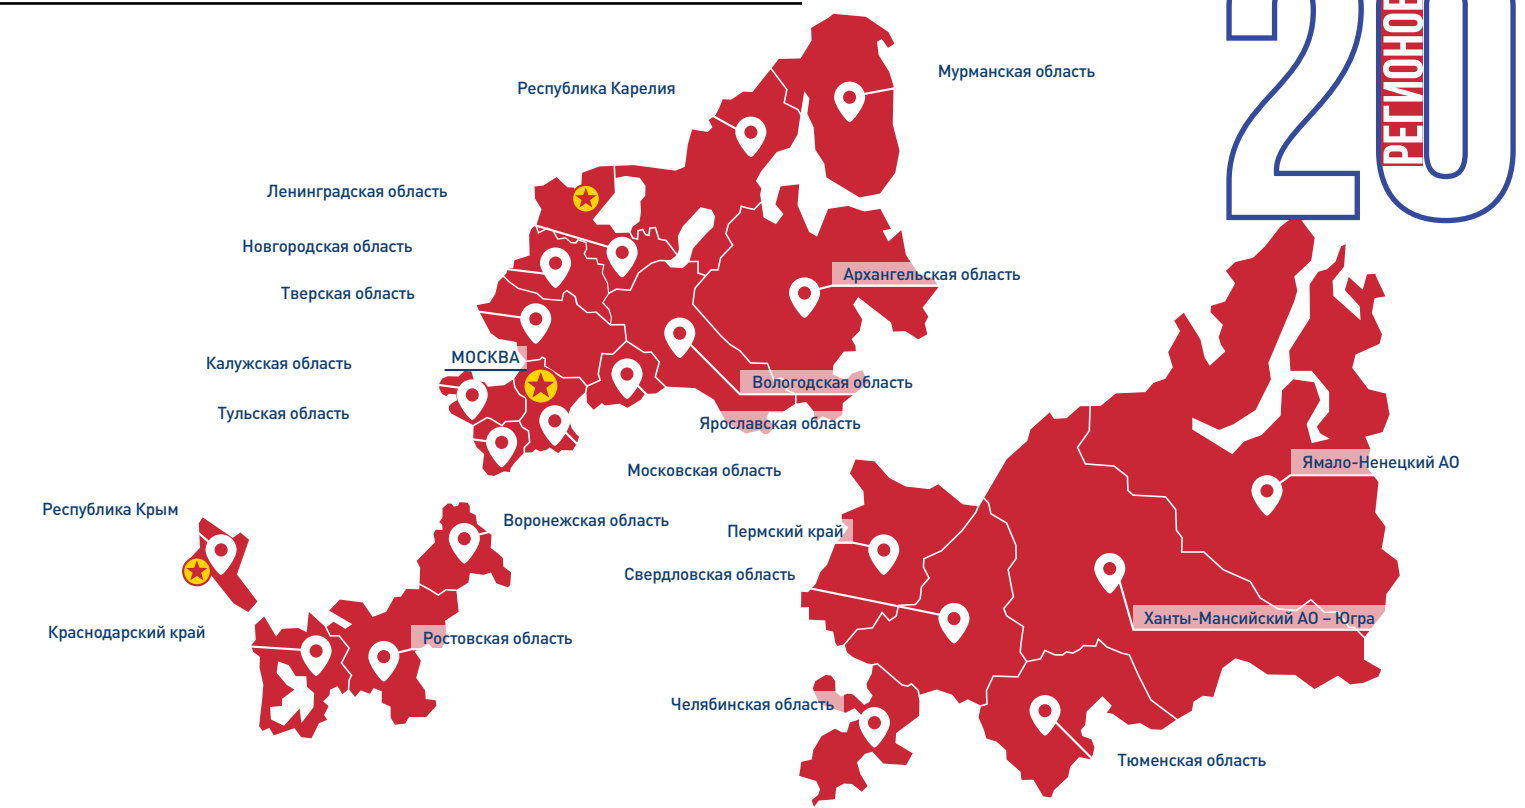 20
РЕГИОНОВ
Мурманская область
Республика Карелия
Ленинградская область
Новгородская область
Тверская область
Архангельская область
МОСКВА
Калужская область
Вологодская область
Тульская область
Ярославская область
Московская область
Ямало-Ненецкий АО
Республика Крым
Воронежская область
Пермский край
Свердловская область
Ханты-Мансийский АО – Югра
Краснодарский край
Ростовская область
Челябинская область
Тюменская область